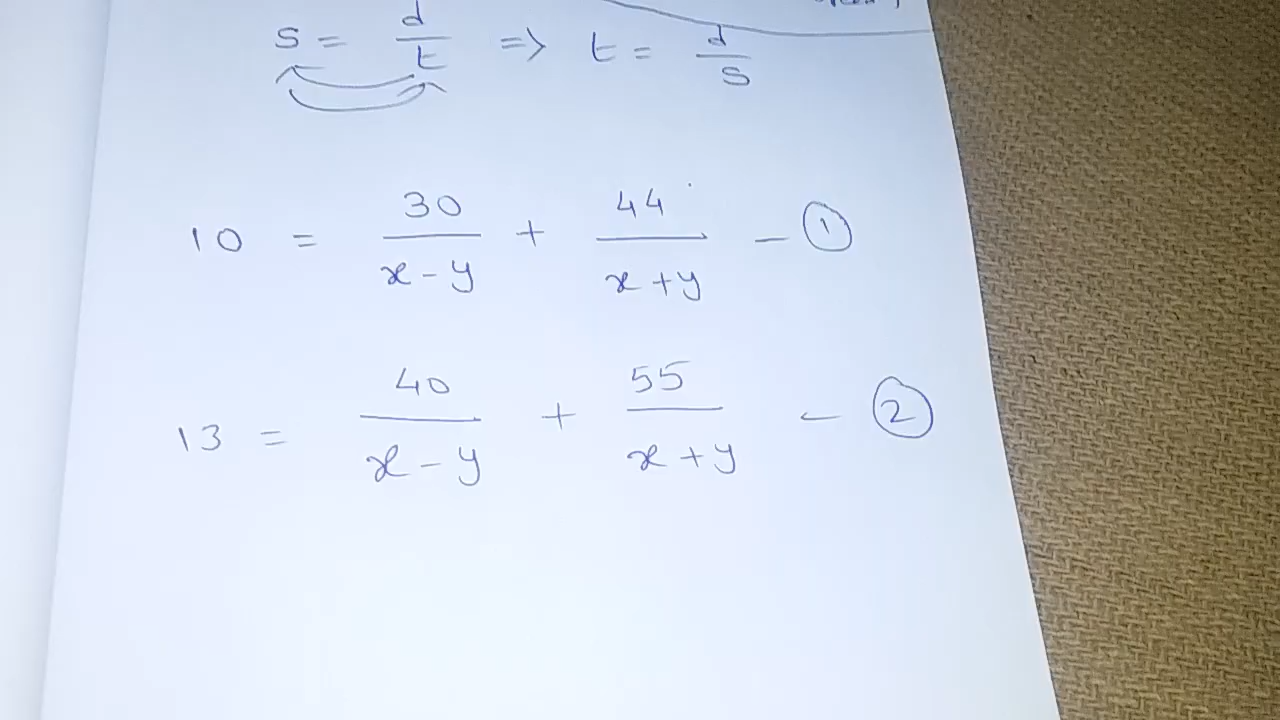 s = d/t => t = d/s
10 = 30/(x-y) + 44/(x+y) - ①
13 = 40/(x-y) + 55/(x+y) - ②